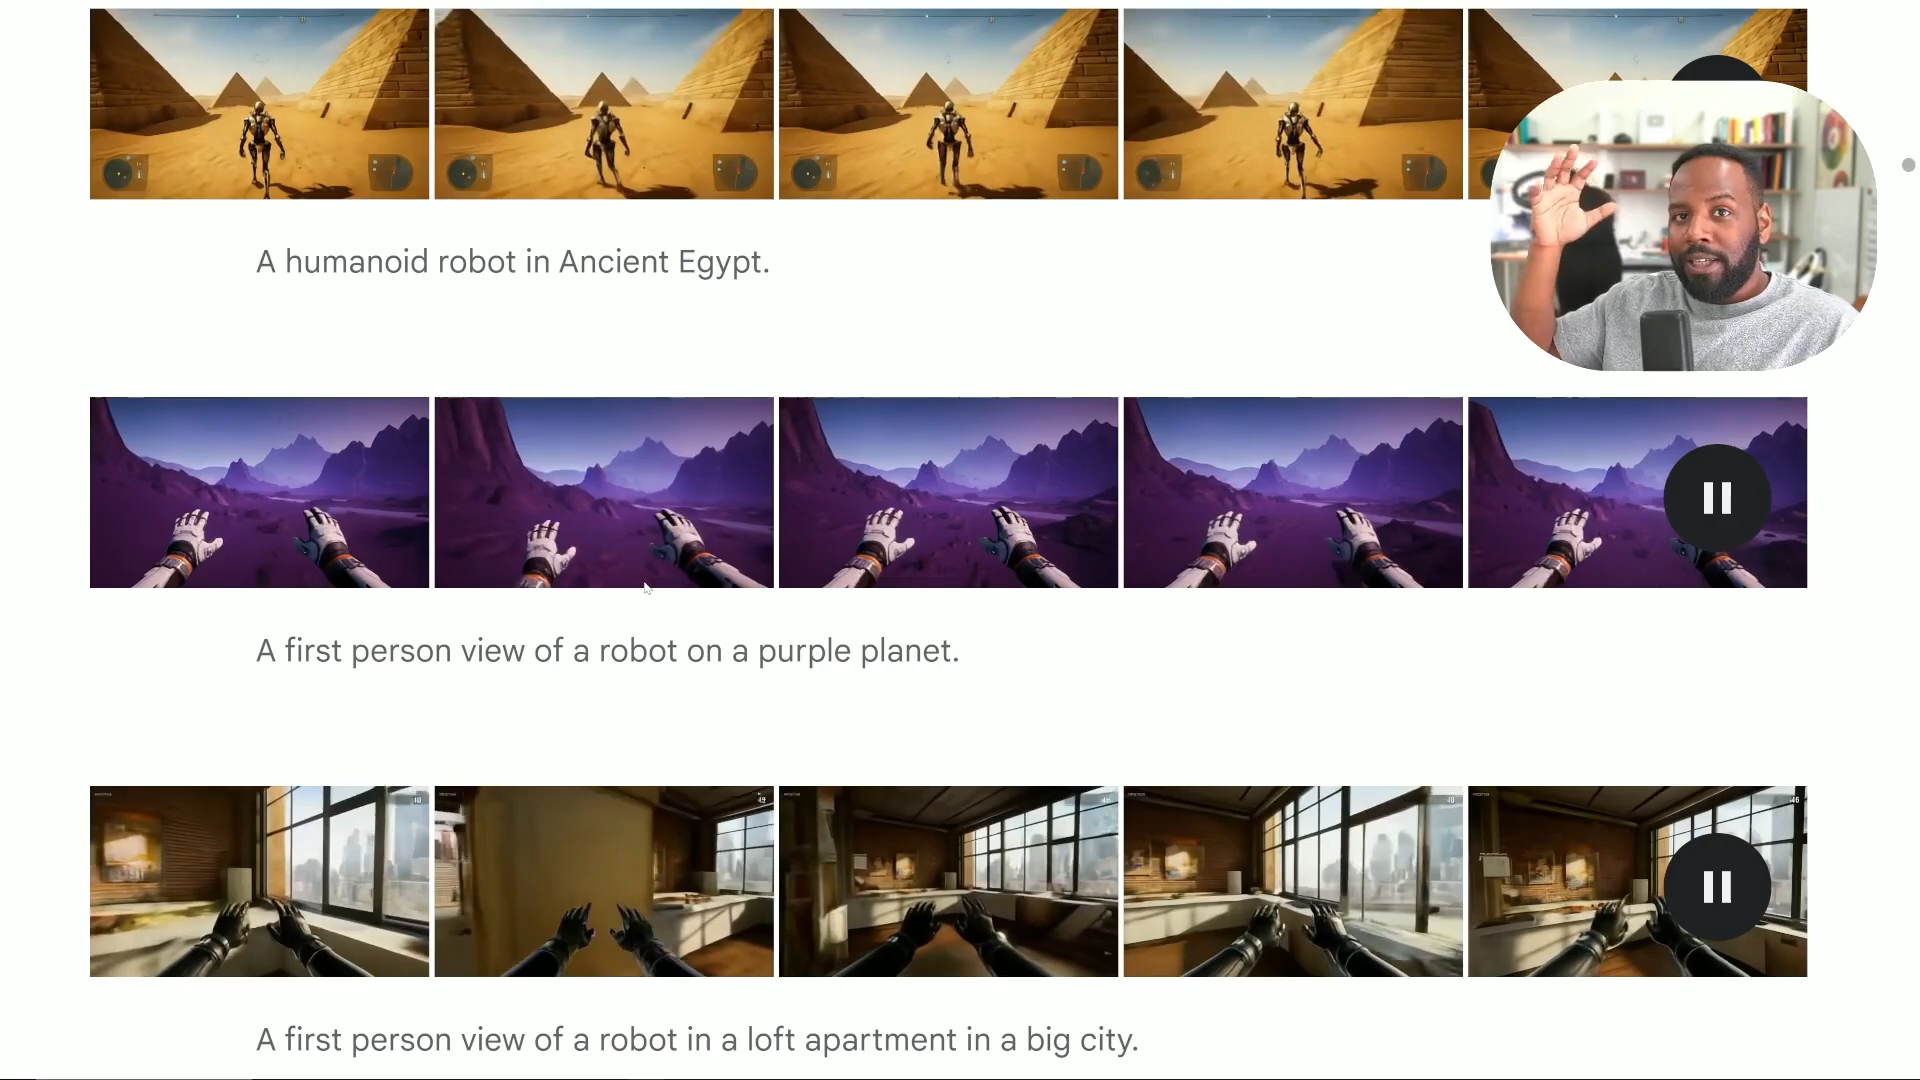 A humanoid robot in Ancient Egypt.
A first person view of a robot on a purple planet.
A first person view of a robot in a loft apartment in a big city.